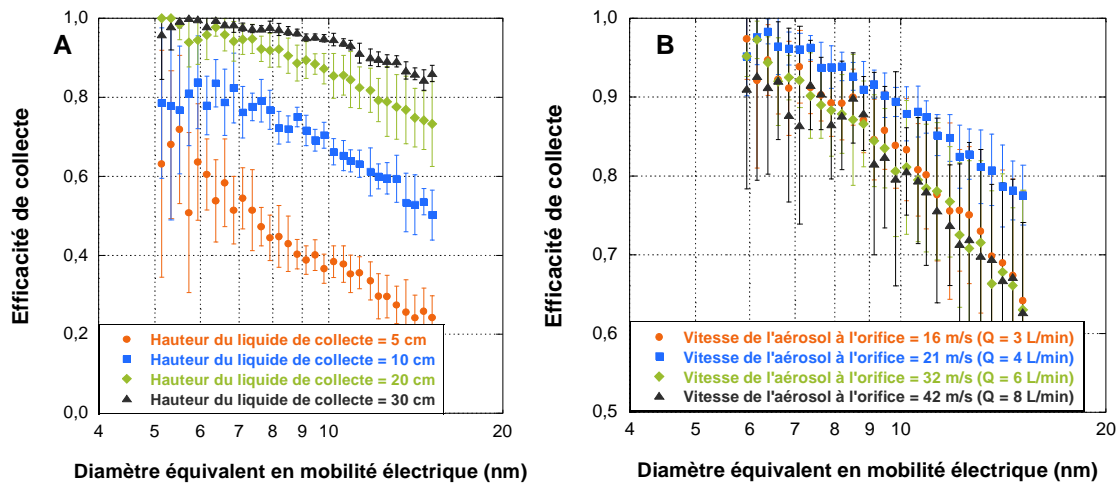 A
Efficacité de collecte
1,0
0,8
0,6
0,4
0,2
0,0
Hauteur du liquide de collecte = 5 cm
Hauteur du liquide de collecte = 10 cm
Hauteur du liquide de collecte = 20 cm
Hauteur du liquide de collecte = 30 cm
4 5 6 7 8 9 10 20
Diamètre équivalent en mobilité électrique (nm)
B
Efficacité de collecte
1,0
0,9
0,8
0,7
0,6
0,5
Vitesse de l'aérosol à l'orifice = 16 m/s (Q = 3 L/min)
Vitesse de l'aérosol à l'orifice = 21 m/s (Q = 4 L/min)
Vitesse de l'aérosol à l'orifice = 32 m/s (Q = 6 L/min)
Vitesse de l'aérosol à l'orifice = 42 m/s (Q = 8 L/min)
4 5 6 7 8 9 10 20
Diamètre équivalent en mobilité électrique (nm)